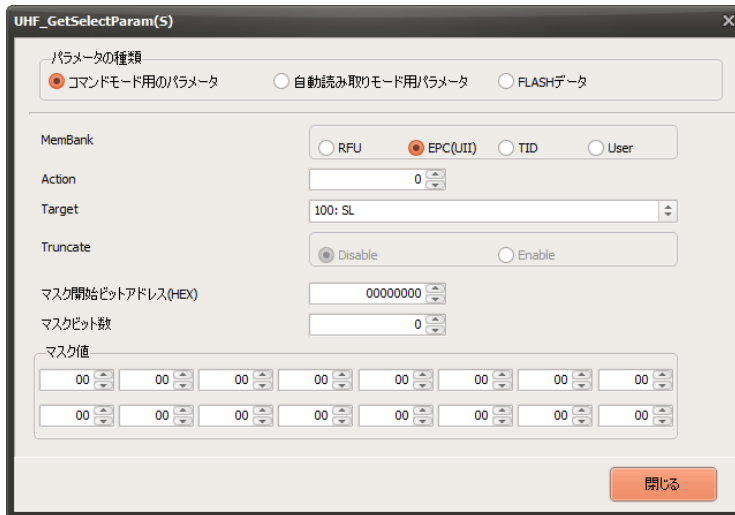 UHF_GetSelectParam(S)
パラメータの種類
コマンドモード用のパラメータ 自動読み取りモード用パラメータ FLASHデータ
MemBank RFU EPC(UII) TID User
Action 0
Target 100: SL
Truncate Disable Enable
マスク開始ビットアドレス(HEX) 00000000
マスクビット数 0
マスク値
00 00 00 00 00 00 00 00
00 00 00 00 00 00 00 00
閉じる